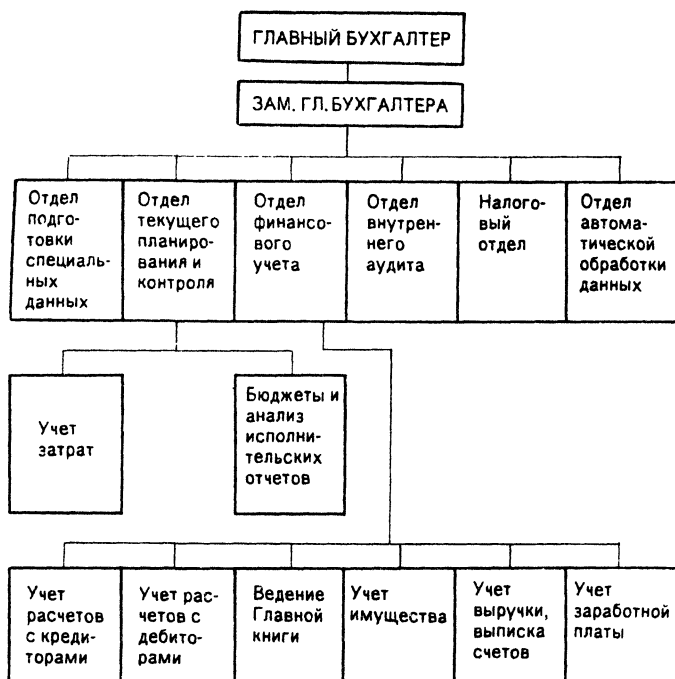 ГЛАВНЫЙ БУХГАЛТЕР
ЗАМ. ГЛ. БУХГАЛТЕРА
Отдел
подго-
товки
специаль-
ных
данных
Отдел
текущего
планиро-
вания и
контроля
Отдел
финансо-
вого
учета
Отдел
внутрен-
него
аудита
Налого-
вый
отдел
Отдел
автома-
тической
обработки
данных
Учет
затрат
Бюджеты и
анализ
исполни-
тельских
отчетов
Учет
расчетов
с креди-
торами
Учет рас-
четов с
дебито-
рами
Ведение
Главной
книги
Учет
имущества
Учет
выручки,
выписка
счетов
Учет
заработной
платы